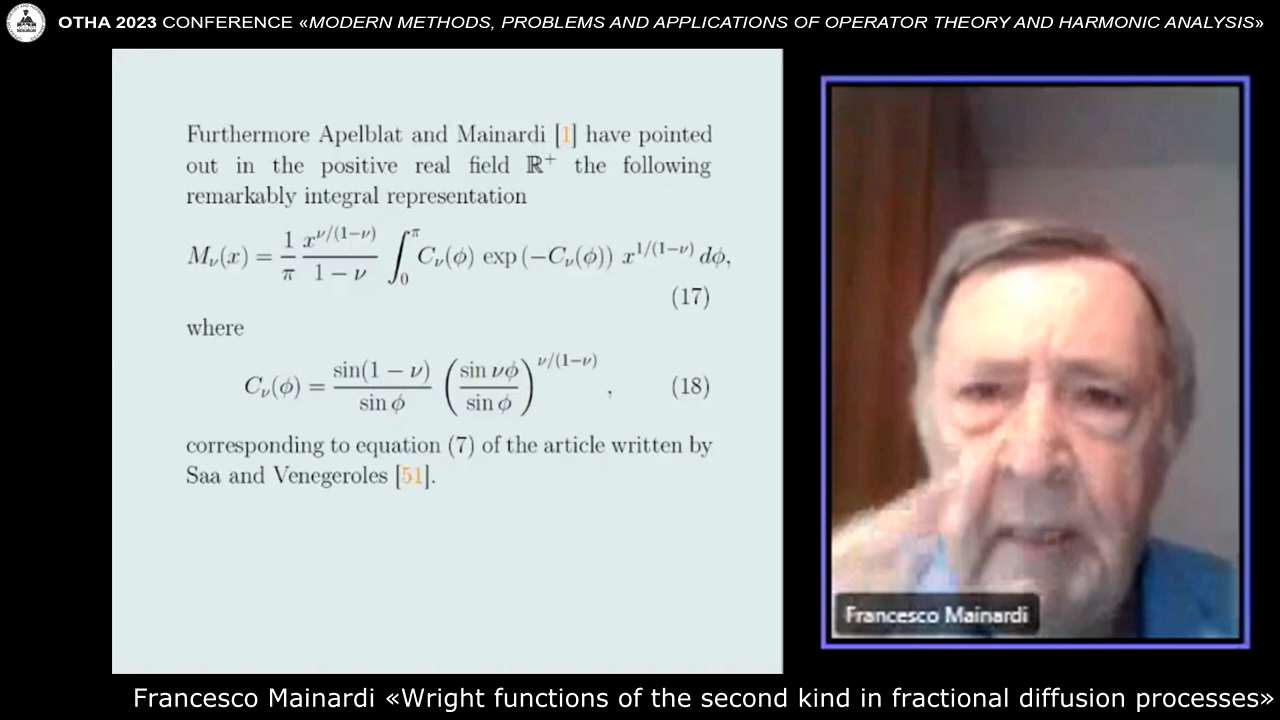 OTHA 2023 CONFERENCE «MODERN METHODS, PROBLEMS AND APPLICATIONS OF OPERATOR THEORY AND HARMONIC ANALYSIS»
Furthermore Apelblat and Mainardi [1] have pointed
out in the positive real field ℝ⁺ the following
remarkably integral representation
M_ν(x) = \frac{1}{π} \frac{x^{ν/(1−ν)}}{1 − ν} ∫_0^π C_ν(ϕ) exp (−C_ν(ϕ)) x^{1/(1−ν)} dϕ,
(17)
where
C_ν(ϕ) = \frac{sin(1 − ν)}{sin ϕ} (\frac{sin νϕ}{sin ϕ})^{ν/(1−ν)} , (18)
corresponding to equation (7) of the article written by
Saa and Venegeroles [51].
Francesco Mainardi
Francesco Mainardi «Wright functions of the second kind in fractional diffusion processes»